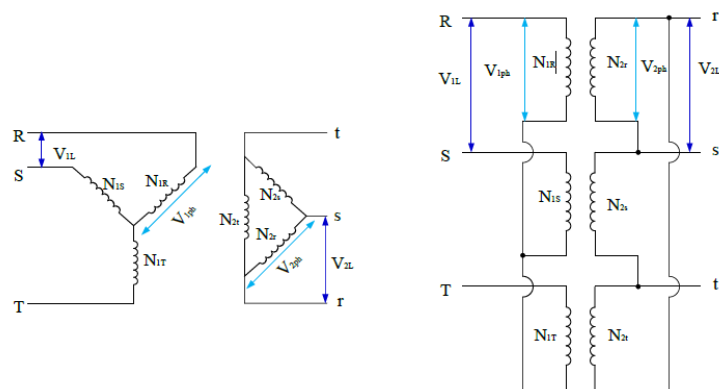 R
V1L
S
N1S
N1R
V1ph
N1T
T
t
N2s
N2t
s
N2r
V2ph
V2L
r
R
V1L
V1ph
N1R
N2r
V2ph
V2L
r
S
s
N1S
N2s
T
t
N1T
N2t